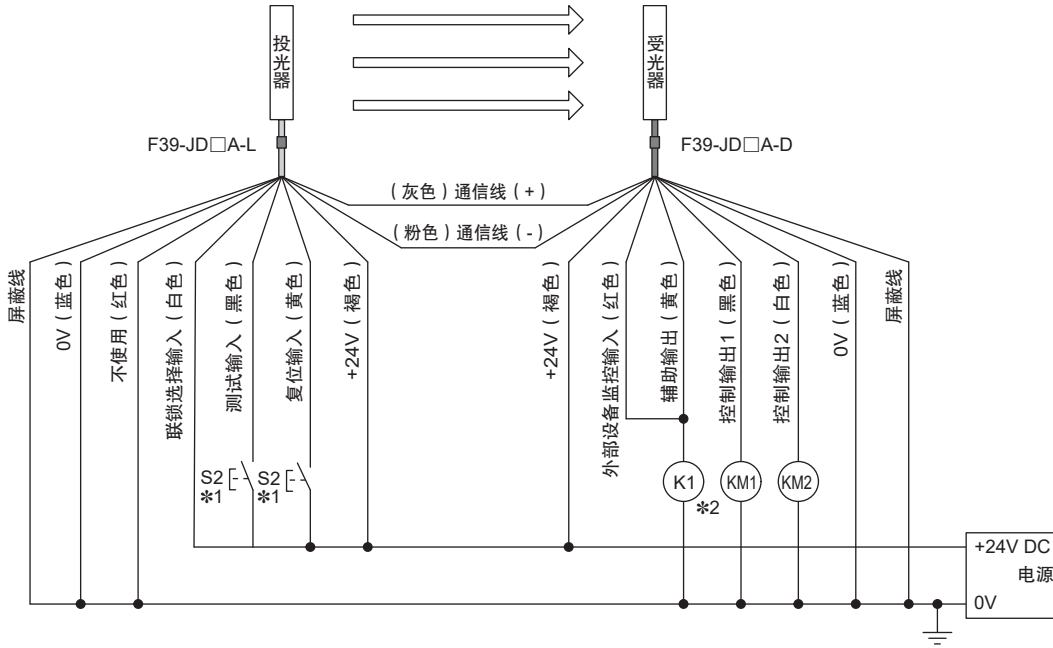 投光器
受光器
F39-JD□A-L
F39-JD□A-D
（灰色）通信线（+）
（粉色）通信线（-）
屏蔽线
0V（蓝色）
不使用（红色）
联锁选择输入（白色）
测试输入（黑色）
复位输入（黄色）
+24V（褐色）
+24V（褐色）
外部设备监控输入（红色）
辅助输出（黄色）
控制输出1（黑色）
控制输出2（白色）
0V（蓝色）
屏蔽线
S2
✱1
S2
✱1
K1
✱2
KM1
KM2
+24V DC
电源
0V